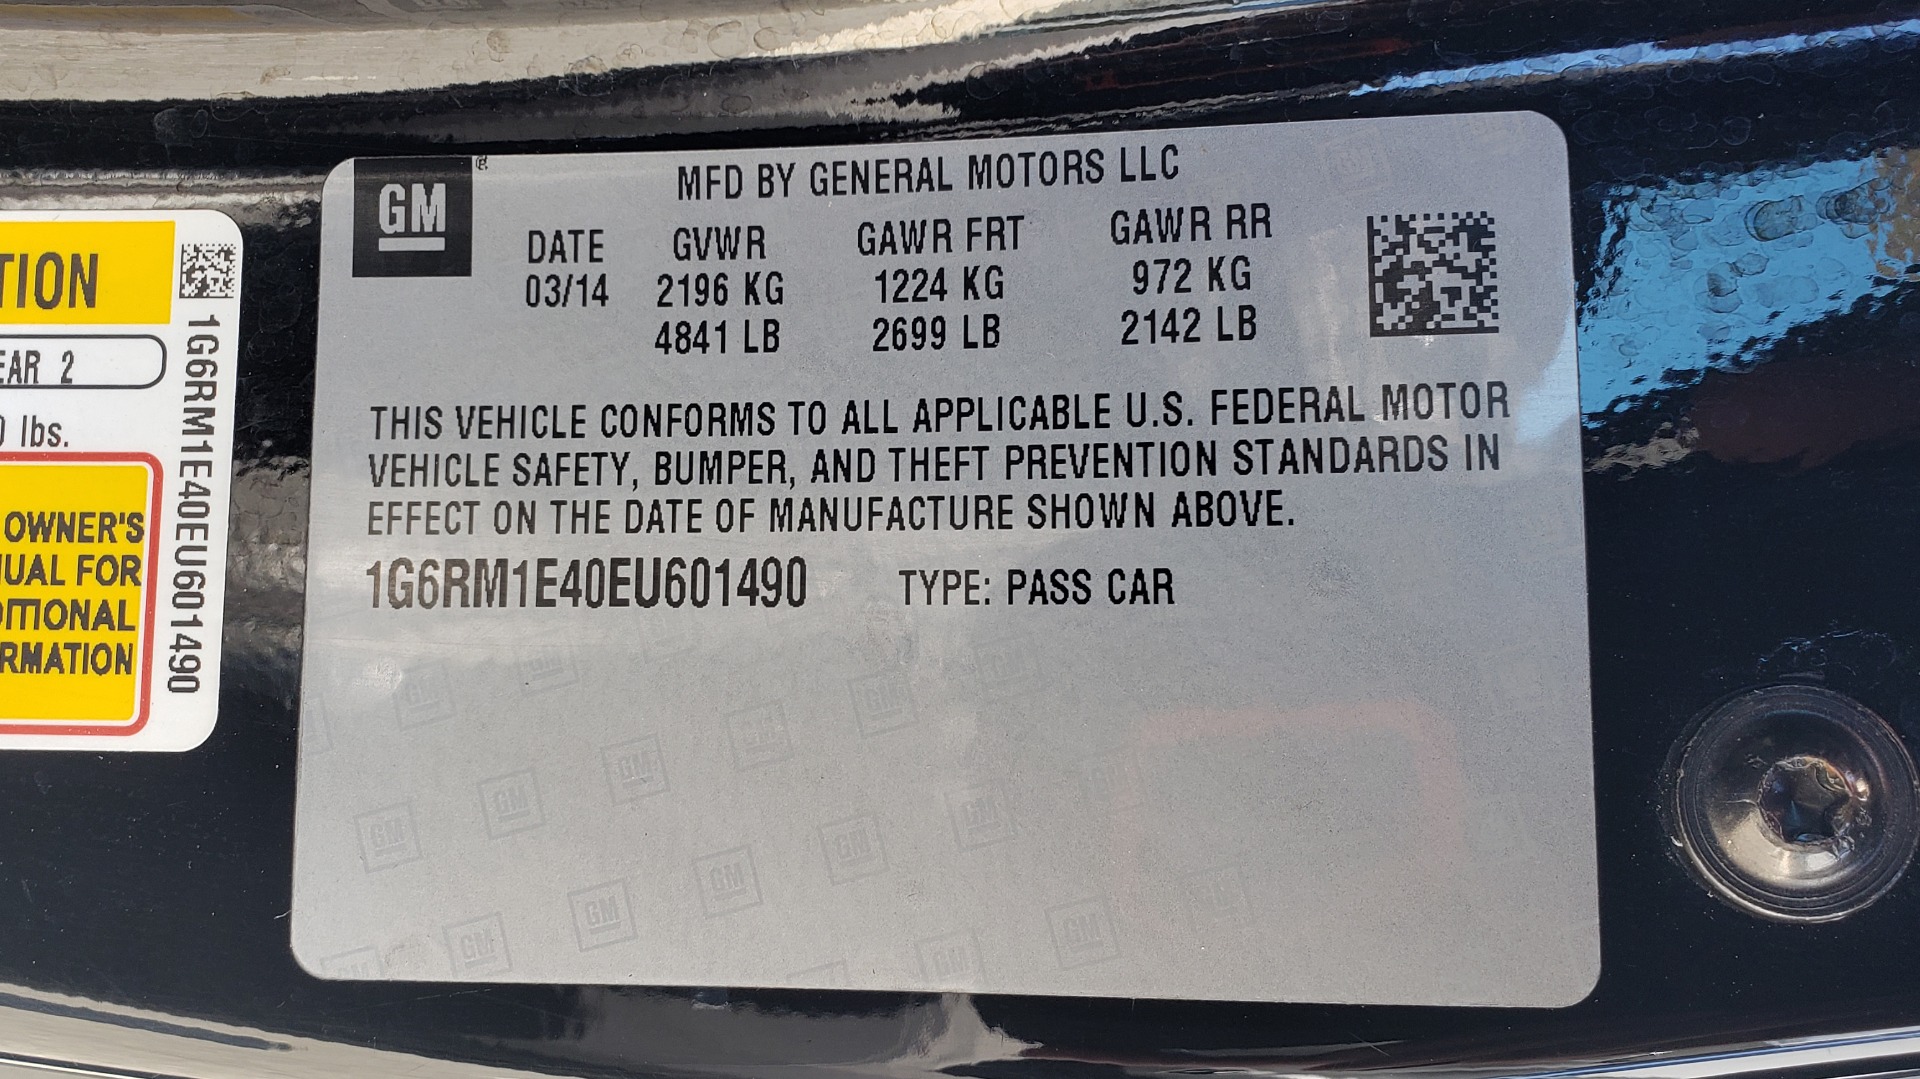 TION
EAR 2
lbs.
OWNER'S
UAL FOR
RMATION
1G6RM1E40EU601490
GM
MFD BY GENERAL MOTORS LLC
DATE GVWR GAWR FRT GAWR RR
03/14 2196 KG 1224 KG 972 KG
4841 LB 2699 LB 2142 LB
THIS VEHICLE CONFORMS TO ALL APPLICABLE U.S. FEDERAL MOTOR
VEHICLE SAFETY, BUMPER, AND THEFT PREVENTION STANDARDS IN
EFFECT ON THE DATE OF MANUFACTURE SHOWN ABOVE.
1G6RM1E40EU601490 TYPE: PASS CAR